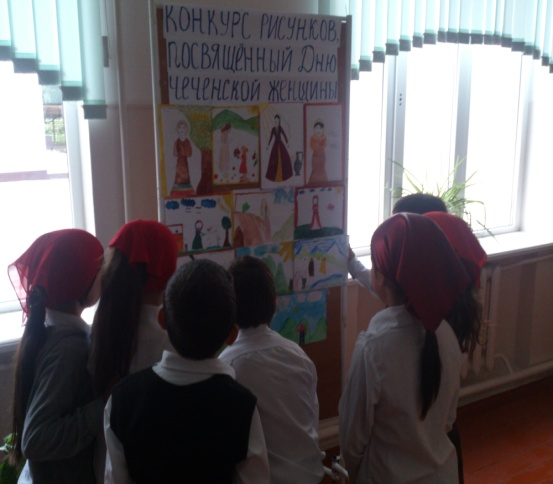 КОНКУРС РИСУНКОВ,
ПОСВЯЩЁННЫЙ ДНЮ
ЧЕЧЕНСКОЙ ЖЕНЩИНЫ